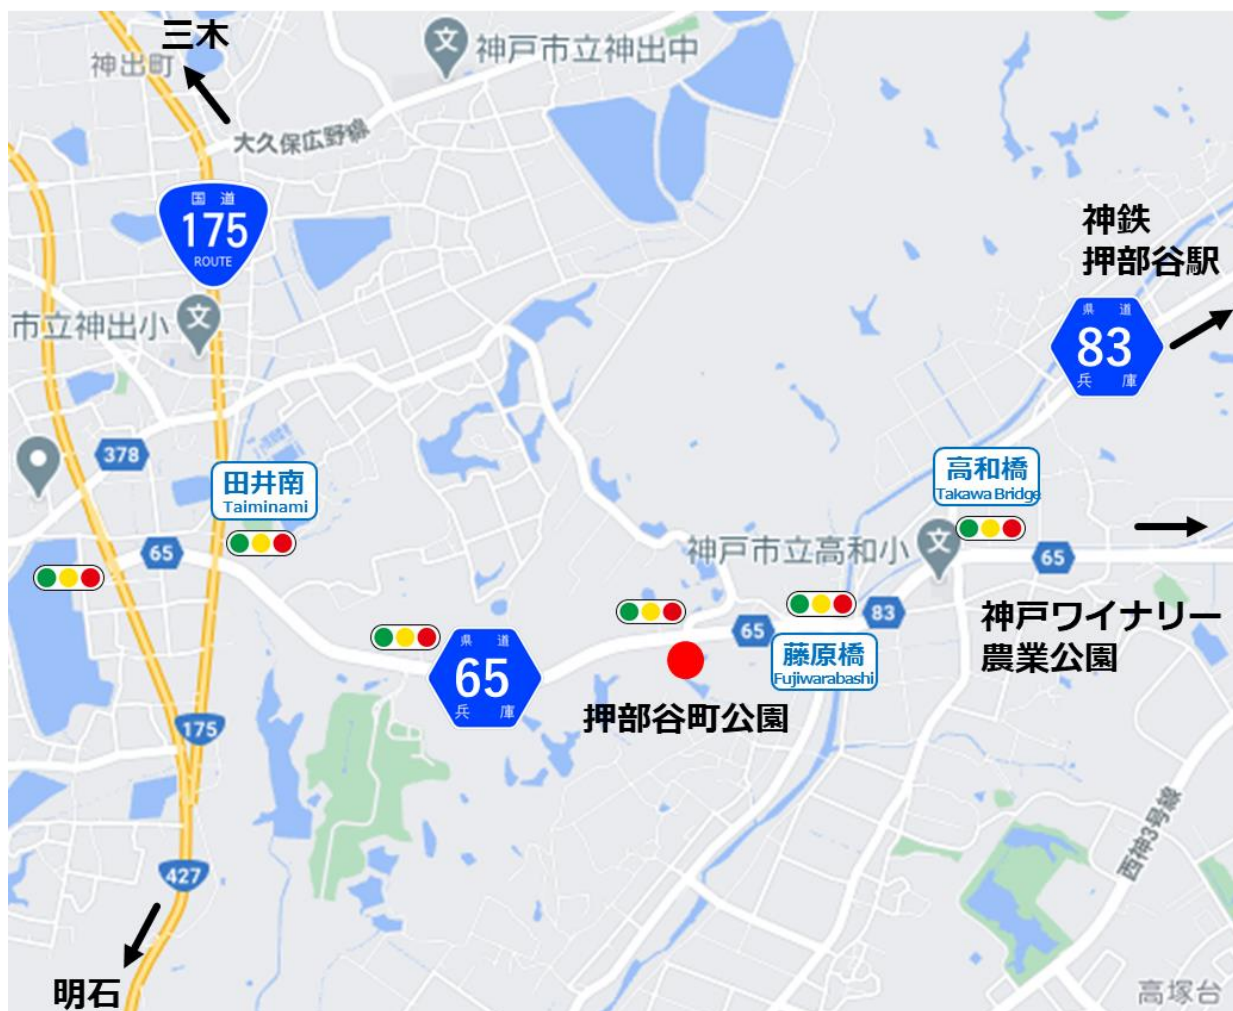 三木
神出町
神戸市立神出中
大久保広野線
国道
175
ROUTE
神鉄
押部谷駅
県道
83
兵庫
市立神出小
378
田井南
Taiminami
高和橋
Takawa Bridge
65
神戸市立高和小
65
県道
65
兵庫
65
83
藤原橋
Fujiwarabashi
神戸ワイナリー
農業公園
押部谷町公園
175
西神3号線
427
明石
高塚台